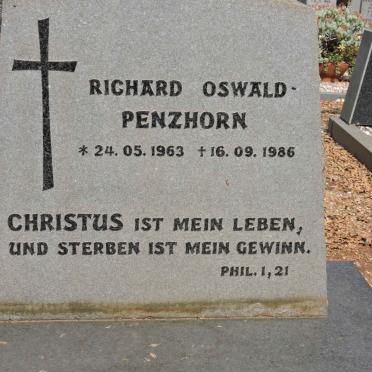 RICHARD OSWALD
PENZHORN
* 24. 05. 1963 † 16. 09. 1986
CHRISTUS IST MEIN LEBEN,
UND STERBEN IST MEIN GEWINN.
PHIL. 1, 21